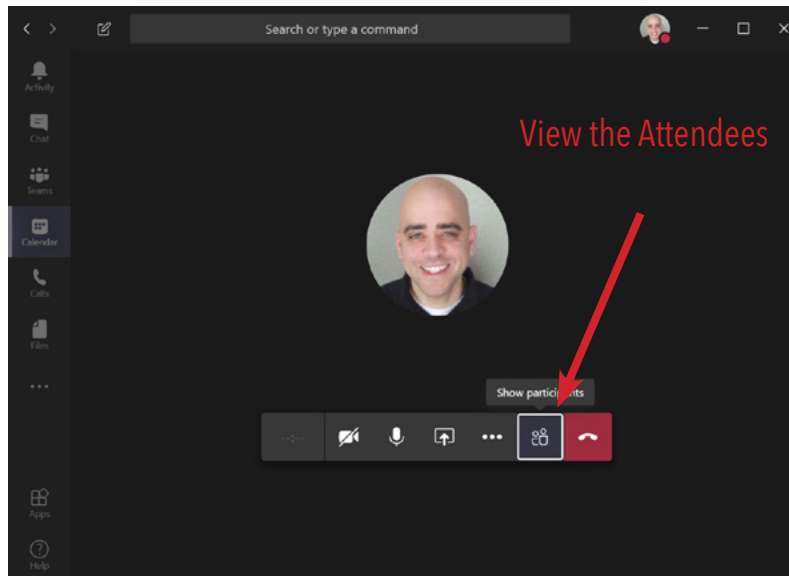 Search or type a command
Activity
Chat
View the Attendees
Teams
Calendar
Calls
Files
Show participants
--:--
Apps
Help